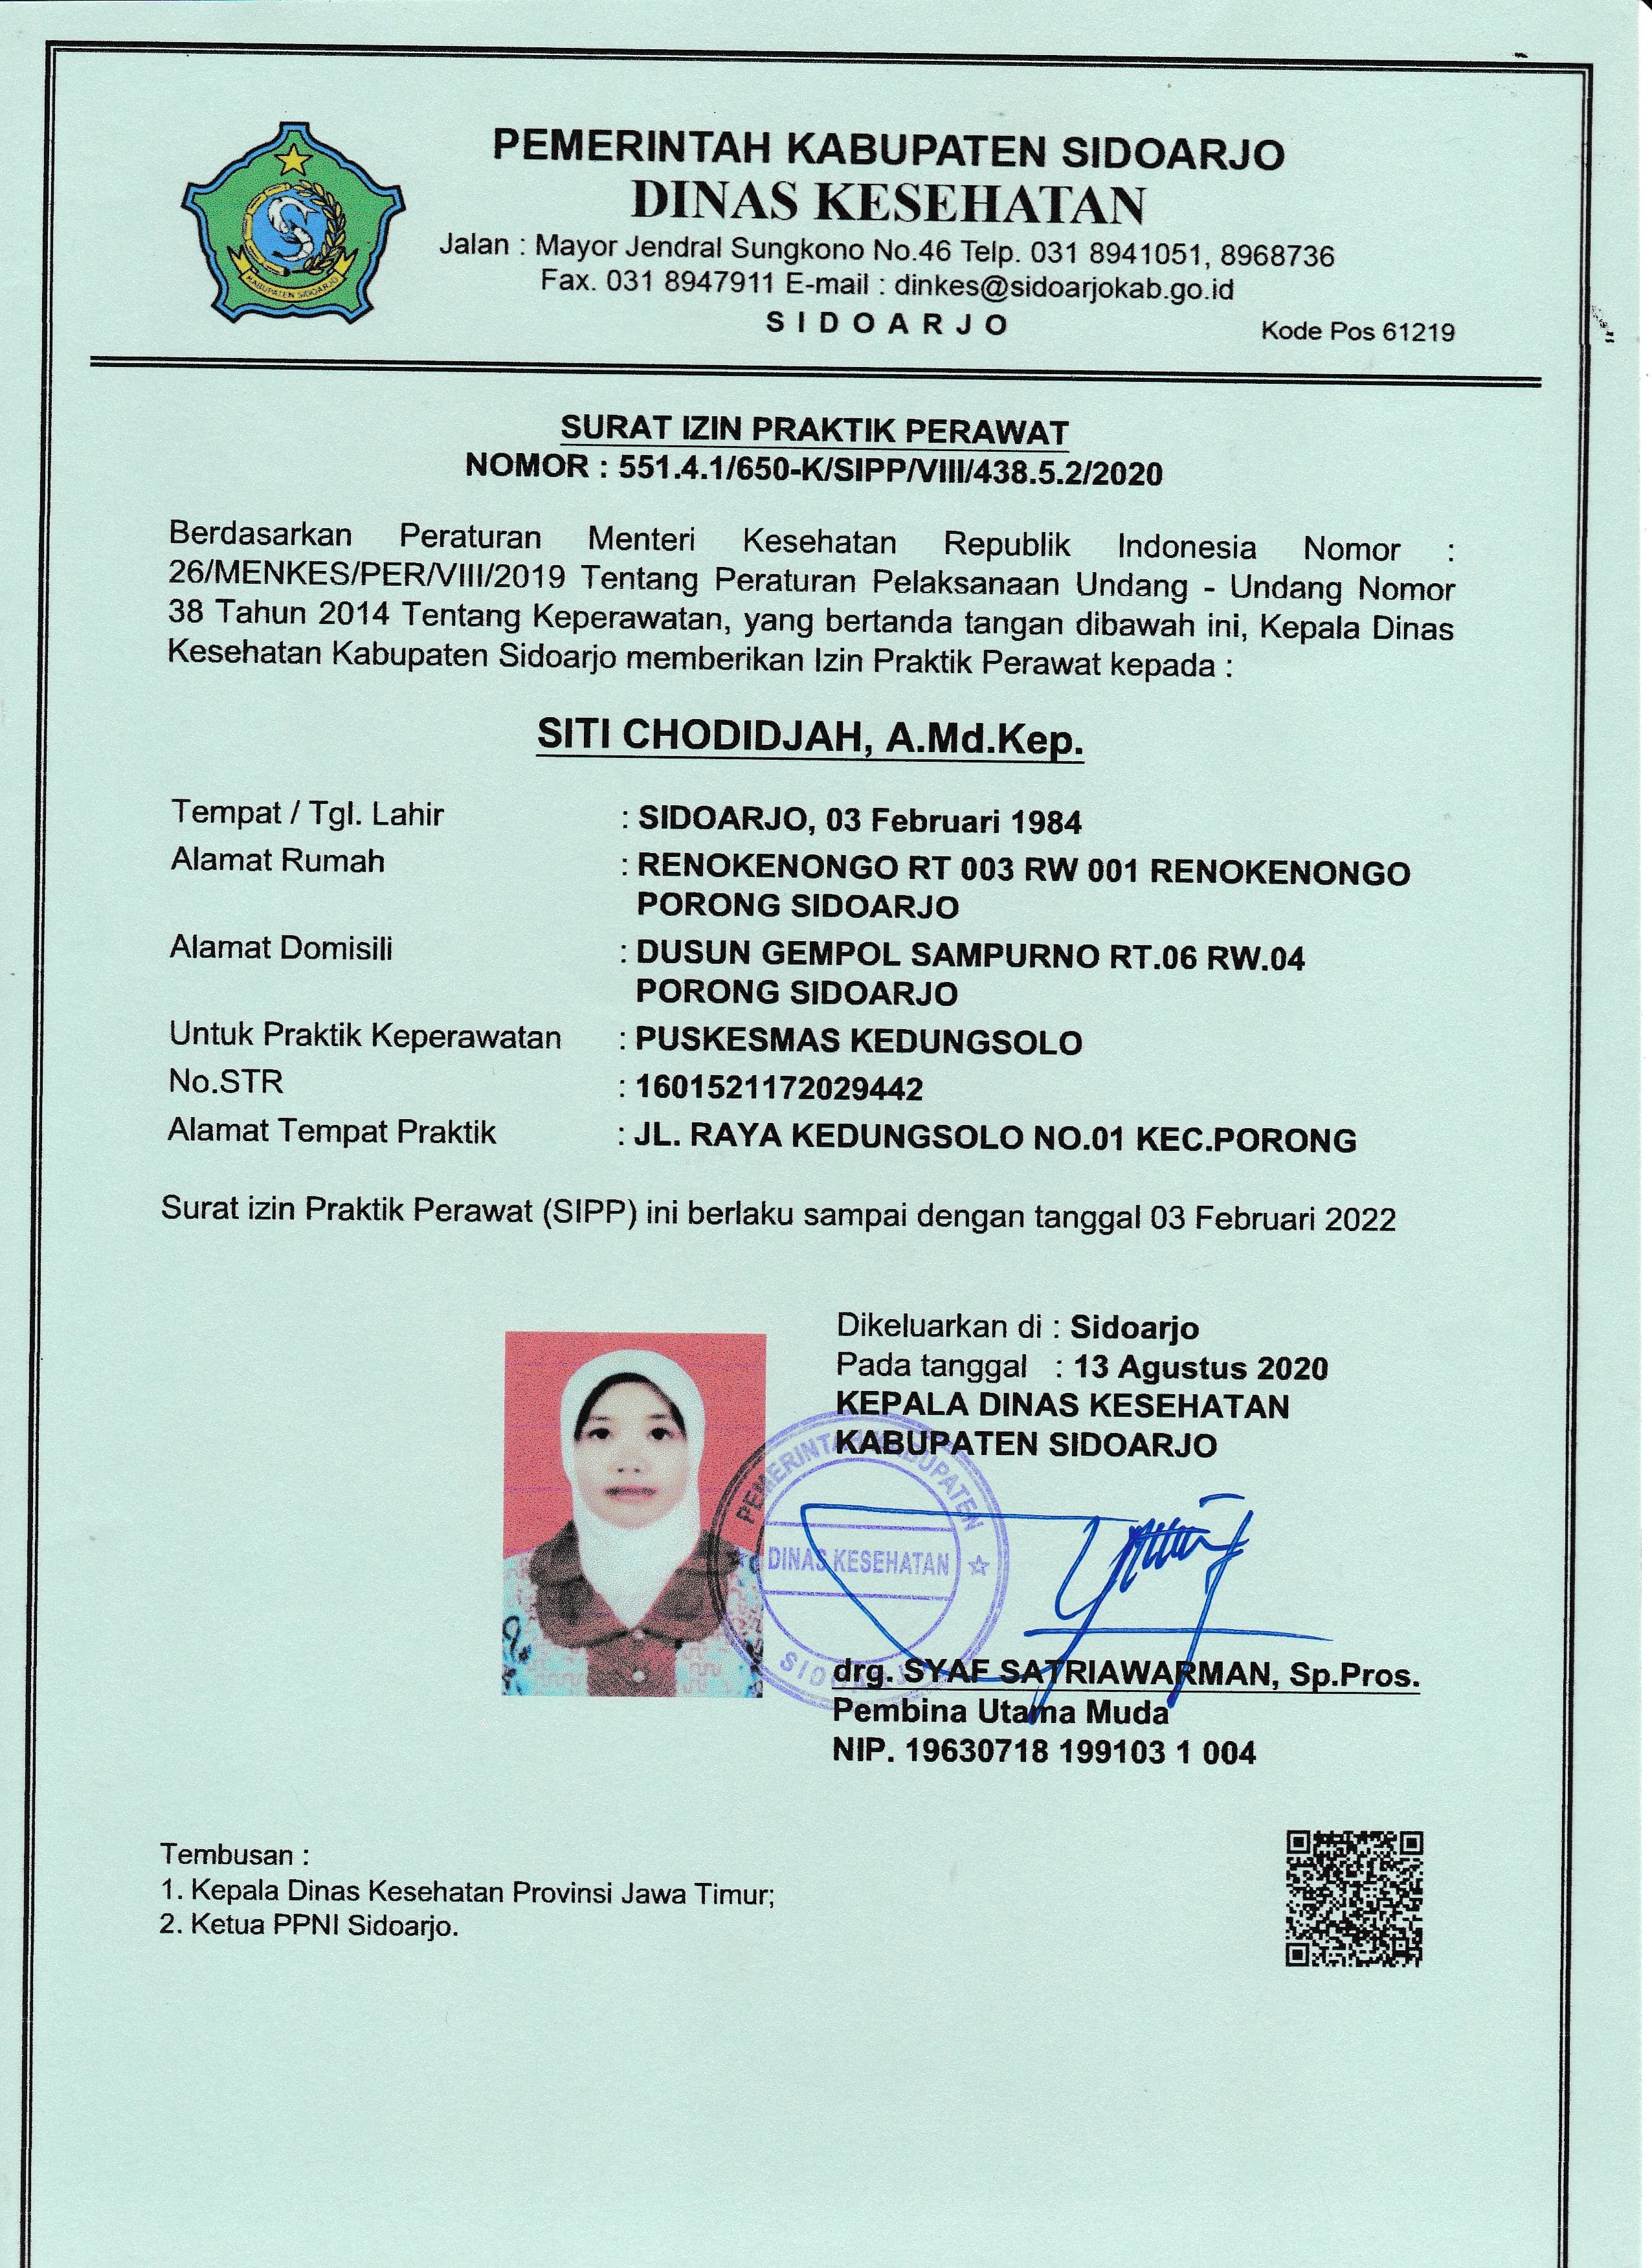 PEMERINTAH KABUPATEN SIDOARJO
DINAS KESEHATAN
Jalan : Mayor Jendral Sungkono No.46 Telp. 031 8941051, 8968736
Fax. 031 8947911 E-mail : dinkes@sidoarjokab.go.id
S I D O A R J O
Kode Pos 61219
KABUPATEN SIDOARJO
SURAT IZIN PRAKTIK PERAWAT
NOMOR : 551.4.1/650-K/SIPP/VIII/438.5.2/2020
Berdasarkan Peraturan Menteri Kesehatan Republik Indonesia Nomor :
26/MENKES/PER/VIII/2019 Tentang Peraturan Pelaksanaan Undang - Undang Nomor
38 Tahun 2014 Tentang Keperawatan, yang bertanda tangan dibawah ini, Kepala Dinas
Kesehatan Kabupaten Sidoarjo memberikan Izin Praktik Perawat kepada :
SITI CHODIDJAH, A.Md.Kep.
Tempat / Tgl. Lahir : SIDOARJO, 03 Februari 1984
Alamat Rumah : RENOKENONGO RT 003 RW 001 RENOKENONGO
PORONG SIDOARJO
Alamat Domisili : DUSUN GEMPOL SAMPURNO RT.06 RW.04
PORONG SIDOARJO
Untuk Praktik Keperawatan : PUSKESMAS KEDUNGSOLO
No.STR : 1601521172029442
Alamat Tempat Praktik : JL. RAYA KEDUNGSOLO NO.01 KEC.PORONG
Surat izin Praktik Perawat (SIPP) ini berlaku sampai dengan tanggal 03 Februari 2022
Dikeluarkan di : Sidoarjo
Pada tanggal : 13 Agustus 2020
KEPALA DINAS KESEHATAN
KABUPATEN SIDOARJO
PEMERINTAH KABUPATEN
DINAS KESEHATAN
SIDOARJO
drg. SYAF SATRIAWARMAN, Sp.Pros.
Pembina Utama Muda
NIP. 19630718 199103 1 004
Tembusan :
1. Kepala Dinas Kesehatan Provinsi Jawa Timur;
2. Ketua PPNI Sidoarjo.